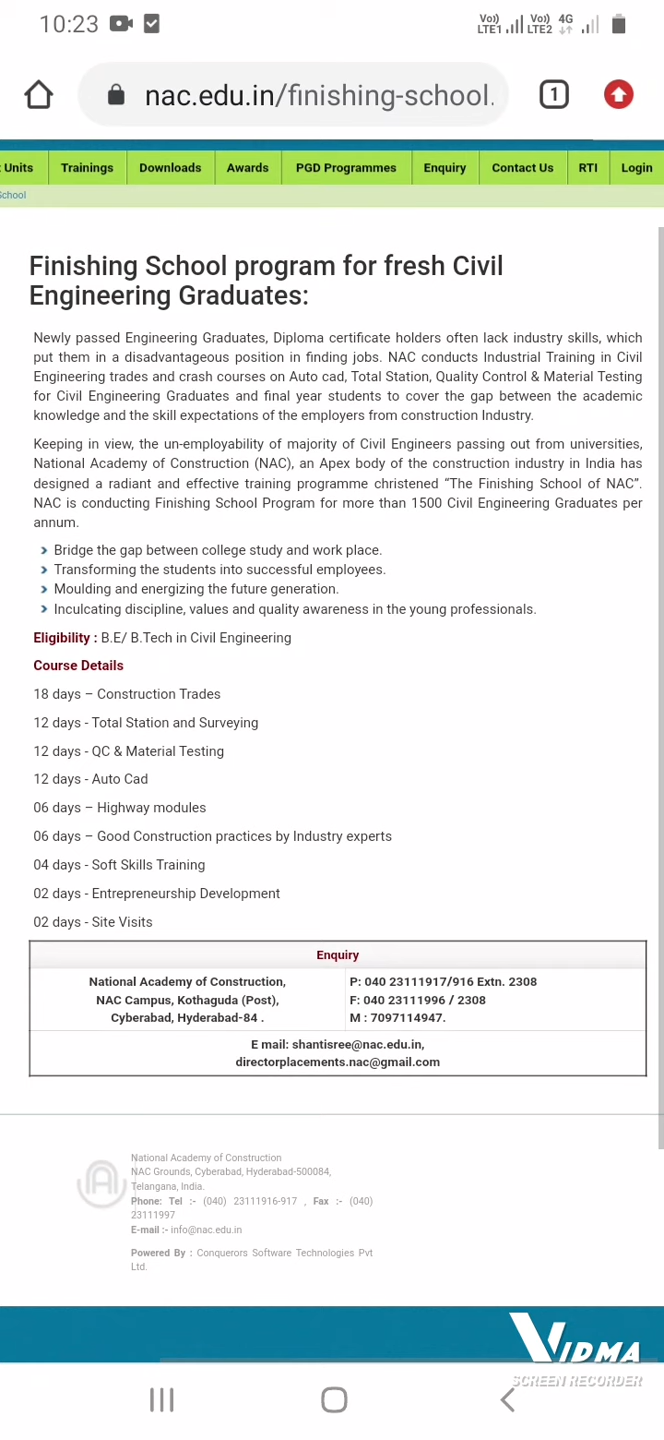 10:23
Vo)) LTE1 Vo)) LTE2 4G
nac.edu.in/finishing-school.
1
Units Trainings Downloads Awards PGD Programmes Enquiry Contact Us RTI Login
School
Finishing School program for fresh Civil
Engineering Graduates:
Newly passed Engineering Graduates, Diploma certificate holders often lack industry skills, which
put them in a disadvantageous position in finding jobs. NAC conducts Industrial Training in Civil
Engineering trades and crash courses on Auto cad, Total Station, Quality Control & Material Testing
for Civil Engineering Graduates and final year students to cover the gap between the academic
knowledge and the skill expectations of the employers from construction Industry.
Keeping in view, the un-employability of majority of Civil Engineers passing out from universities,
National Academy of Construction (NAC), an Apex body of the construction industry in India has
designed a radiant and effective training programme christened “The Finishing School of NAC”.
NAC is conducting Finishing School Program for more than 1500 Civil Engineering Graduates per
annum.
Bridge the gap between college study and work place.
Transforming the students into successful employees.
Moulding and energizing the future generation.
Inculcating discipline, values and quality awareness in the young professionals.
Eligibility : B.E/ B.Tech in Civil Engineering
Course Details
18 days – Construction Trades
12 days - Total Station and Surveying
12 days - QC & Material Testing
12 days - Auto Cad
06 days – Highway modules
06 days – Good Construction practices by Industry experts
04 days - Soft Skills Training
02 days - Entrepreneurship Development
02 days - Site Visits
Enquiry
National Academy of Construction,
NAC Campus, Kothaguda (Post),
Cyberabad, Hyderabad-84 .
P: 040 23111917/916 Extn. 2308
F: 040 23111996 / 2308
M : 7097114947.
E mail: shantisree@nac.edu.in,
directorplacements.nac@gmail.com
National Academy of Construction
NAC Grounds, Cyberabad, Hyderabad-500084,
Telangana, India.
Phone: Tel :- (040) 23111916-917 , Fax :- (040)
23111997
E-mail :- info@nac.edu.in
Powered By : Conquerors Software Technologies Pvt
Ltd.
VIDMA
SCREEN RECORDER